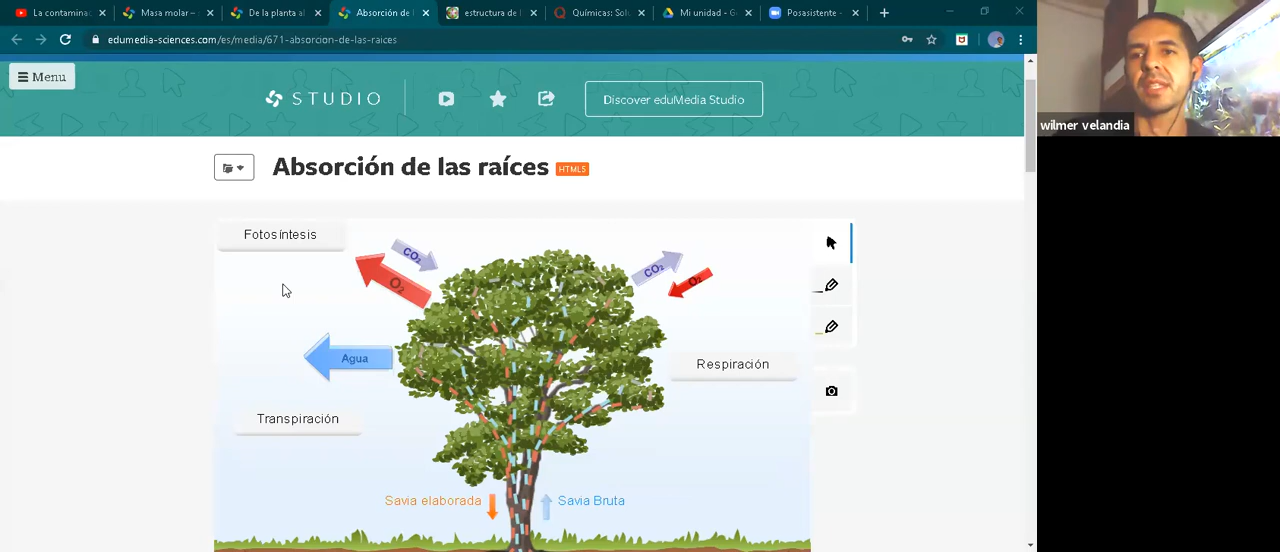 La contaminac
Masa molar –
De la planta al
Absorción de l
estructura de l
Químicas: Solu
Mi unidad - G
Posasistente -
edumedia-sciences.com/es/media/671-absorcion-de-las-raices
Menu
STUDIO
Discover eduMedia Studio
wilmer velandia
Absorción de las raíces HTML5
Fotosíntesis
CO₂
O₂
CO₂
O₂
Agua
Respiración
Transpiración
Savia elaborada
Savia Bruta